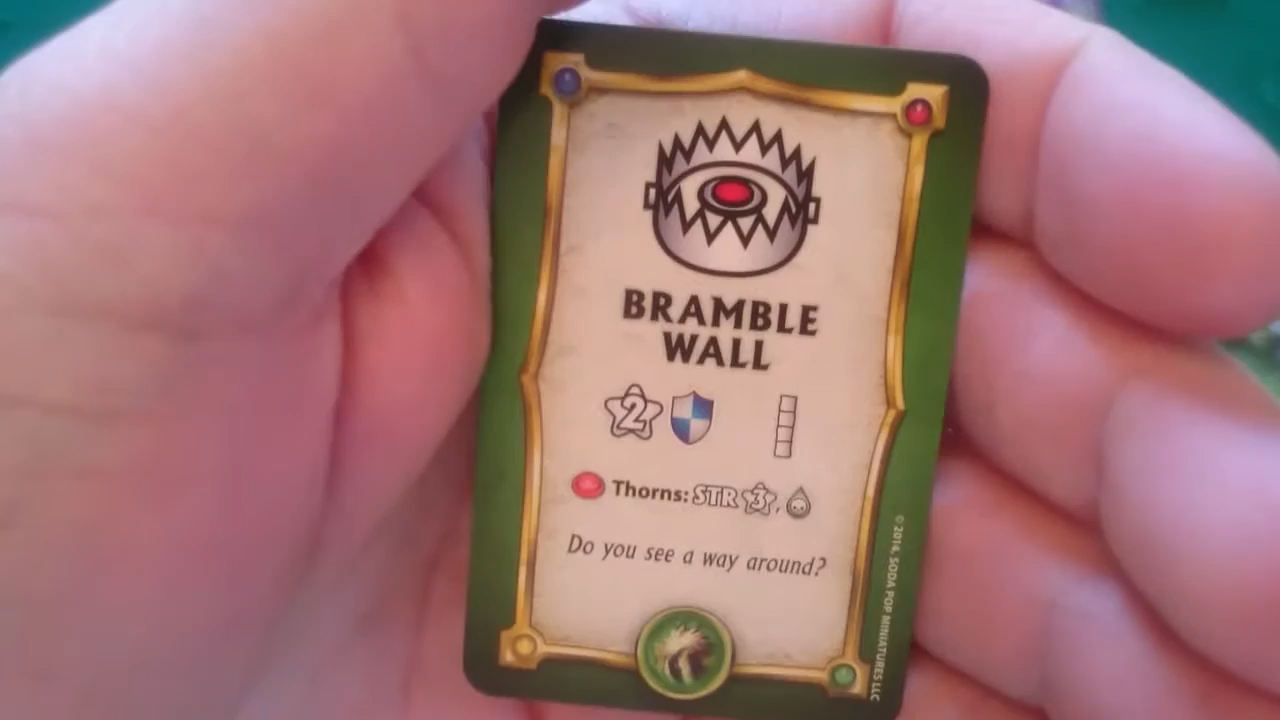 BRAMBLE
WALL
2
Thorns: STR 3,
Do you see a way around?
© 2014, SODA POP MINIATURES LLC